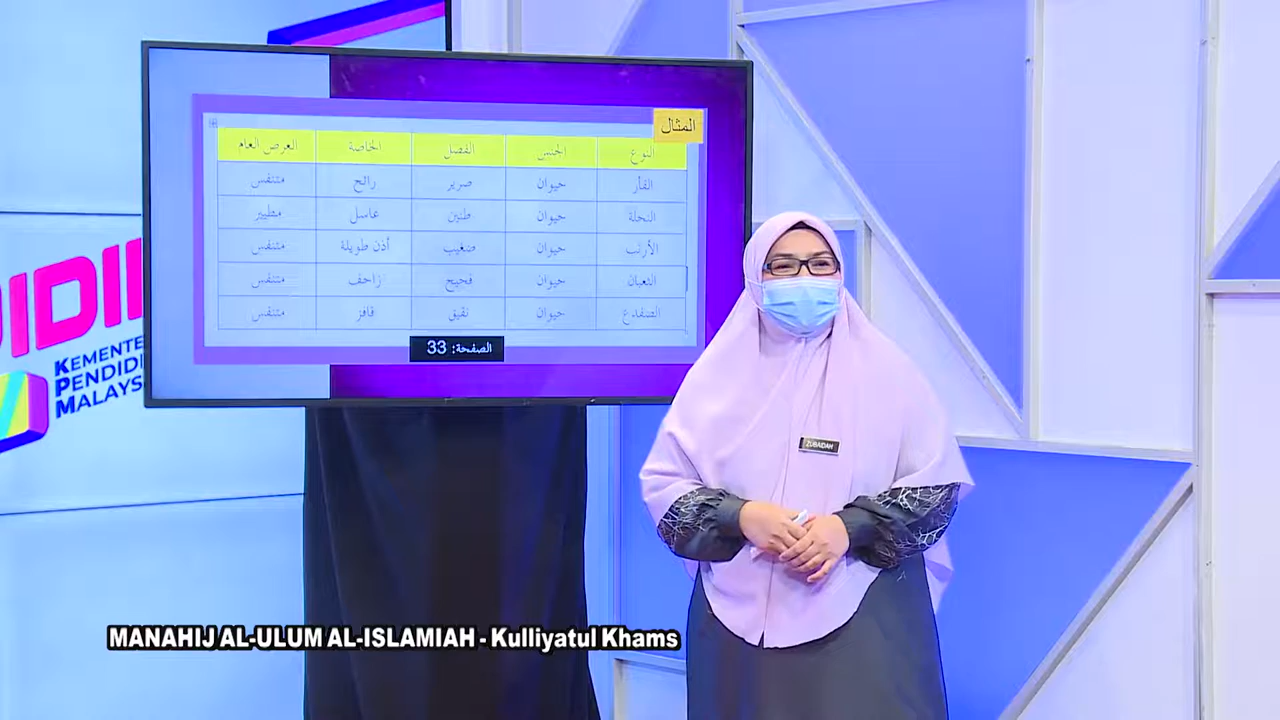 المثال
النوع الجنس الفصل الخاصة العرض العام
الفأر حيوان صرير رالح متنفس
النحلة حيوان طنين عاسل مطيير
الأرنب حيوان ضغيب أذن طويلة متنفس
الثعبان حيوان فحيح زاحف متنفس
الضفدع حيوان نقيق قافز متنفس
الصفحة: 33
KEMENTE
PENDIDI
MALAYS
ZUBAIDAH
MANAHIJ AL-ULUM AL-ISLAMIAH - Kulliyatul Khams